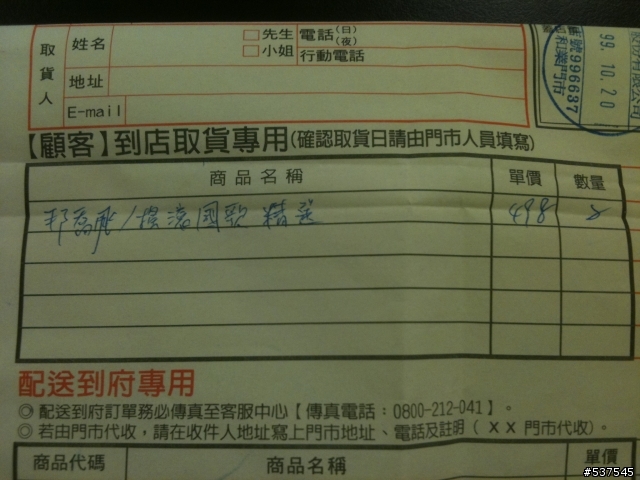 取貨人
姓名
□先生 電話(日)(夜)
□小姐 行動電話
地址
E-mail
996637
門市
99.10.20
【顧客】到店取貨專用(確認取貨日請由門市人員填寫)
商品名稱 單價 數量
邦喬飛/搖滾國歌 精選 498 2
配送到府專用
◎ 配送到府訂單務必傳真至客服中心【傳真電話:0800-212-041】。
◎ 若由門市代收,請在收件人地址寫上門市地址、電話及註明(XX 門市代收)。
商品代碼 商品名稱 單價
#537545